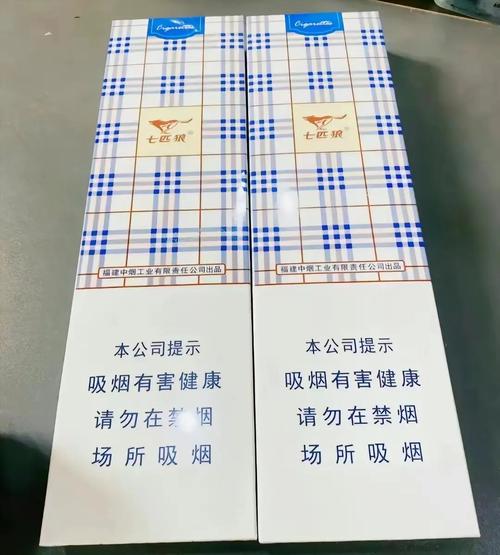 Cigarettes
七匹狼®
福建中烟工业有限责任公司出品
本公司提示
吸烟有害健康
请勿在禁烟
场所吸烟
Cigarettes
七匹狼®
福建中烟工业有限责任公司出品
本公司提示
吸烟有害健康
请勿在禁烟
场所吸烟